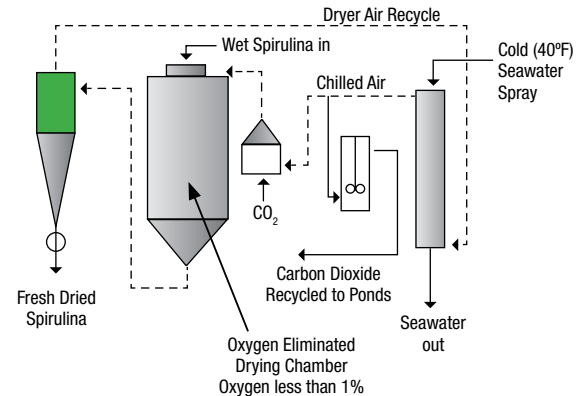 Dryer Air Recycle
Wet Spirulina in
Cold (40ºF)
Seawater
Spray
Chilled Air
CO₂
Carbon Dioxide
Recycled to Ponds
Fresh Dried
Spirulina
Seawater
out
Oxygen Eliminated
Drying Chamber
Oxygen less than 1%